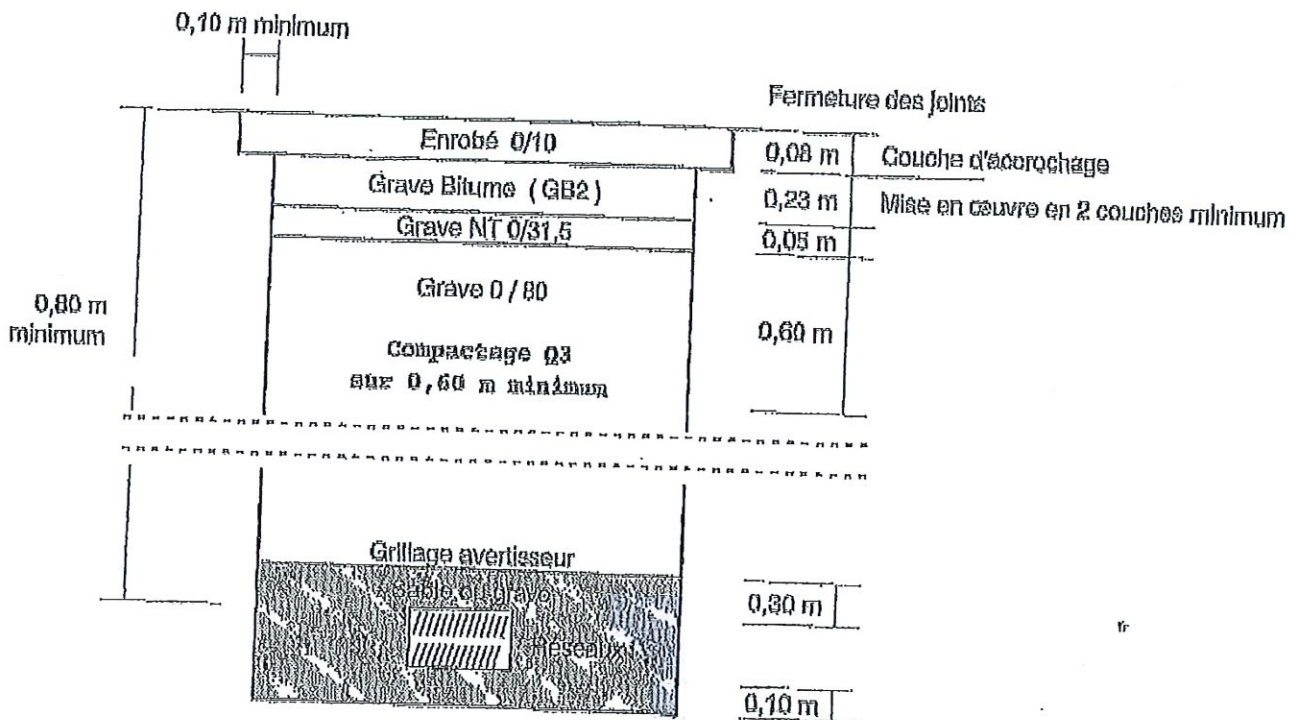 0,10 m minimum
Fermeture des joints
Enrobé 0/10
0,08 m
Couche d'accrochage
Grave Bitume (GB2)
0,23 m
Mise en œuvre en 2 couches minimum
Grave NT 0/31,5
0,05 m
Grave 0 / 80
0,80 m
minimum
0,60 m
Compactage Q3
sur 0,60 m minimum
Grillage avertisseur
Sable ou grave
0,30 m
Réseaux
0,10 m